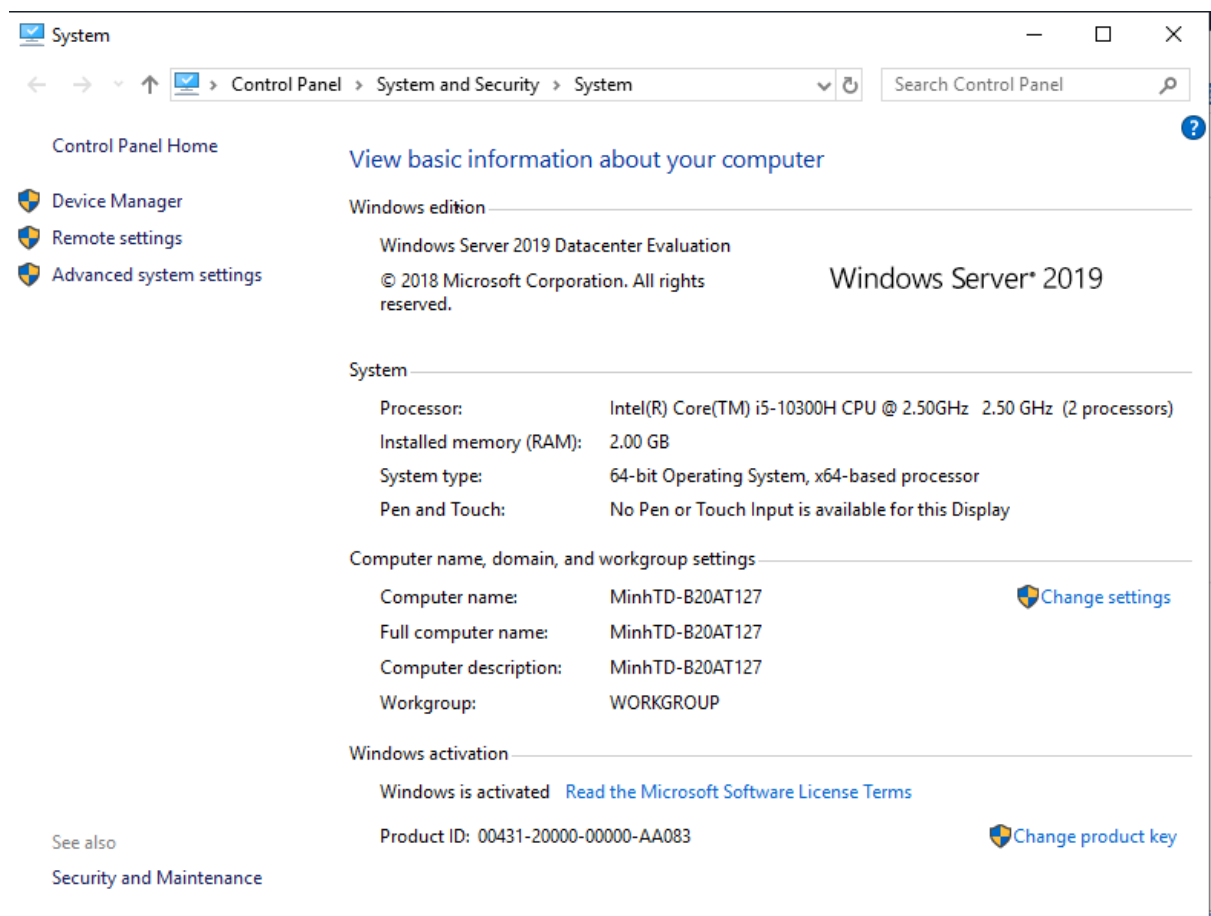 System
Control Panel > System and Security > System
Search Control Panel
?
Control Panel Home
Device Manager
Remote settings
Advanced system settings
View basic information about your computer
Windows edition
Windows Server 2019 Datacenter Evaluation
© 2018 Microsoft Corporation. All rights
reserved.
Windows Server® 2019
System
Processor: Intel(R) Core(TM) i5-10300H CPU @ 2.50GHz 2.50 GHz (2 processors)
Installed memory (RAM): 2.00 GB
System type: 64-bit Operating System, x64-based processor
Pen and Touch: No Pen or Touch Input is available for this Display
Computer name, domain, and workgroup settings
Computer name: MinhTD-B20AT127
Change settings
Full computer name: MinhTD-B20AT127
Computer description: MinhTD-B20AT127
Workgroup: WORKGROUP
Windows activation
Windows is activated Read the Microsoft Software License Terms
Product ID: 00431-20000-00000-AA083
Change product key
See also
Security and Maintenance